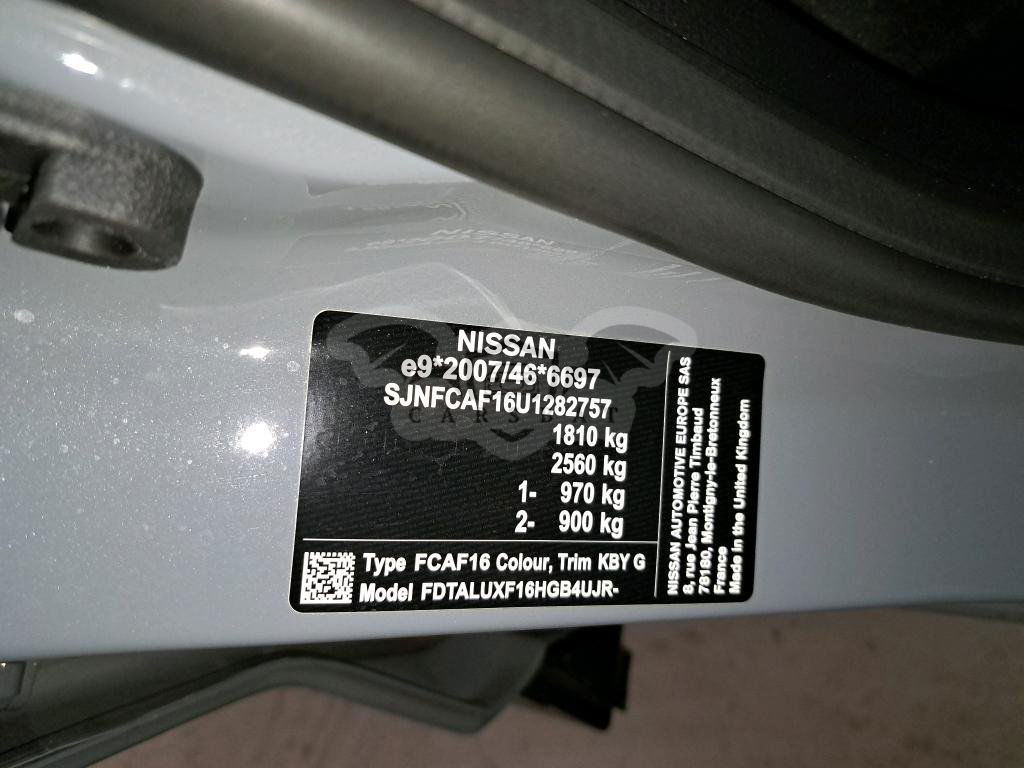 NISSAN
e9*2007/46*6697
SJNFCAF16U1282757
CARS
1810 kg
2560 kg
1- 970 kg
2- 900 kg
Type FCAF16 Colour, Trim KBY G
Model FDTALUXF16HGB4UJR-
NISSAN AUTOMOTIVE EUROPE SAS
8, rue Jean Pierre Timbaud
78180, Montigny-le-Bretonneux
France
Made in the United Kingdom